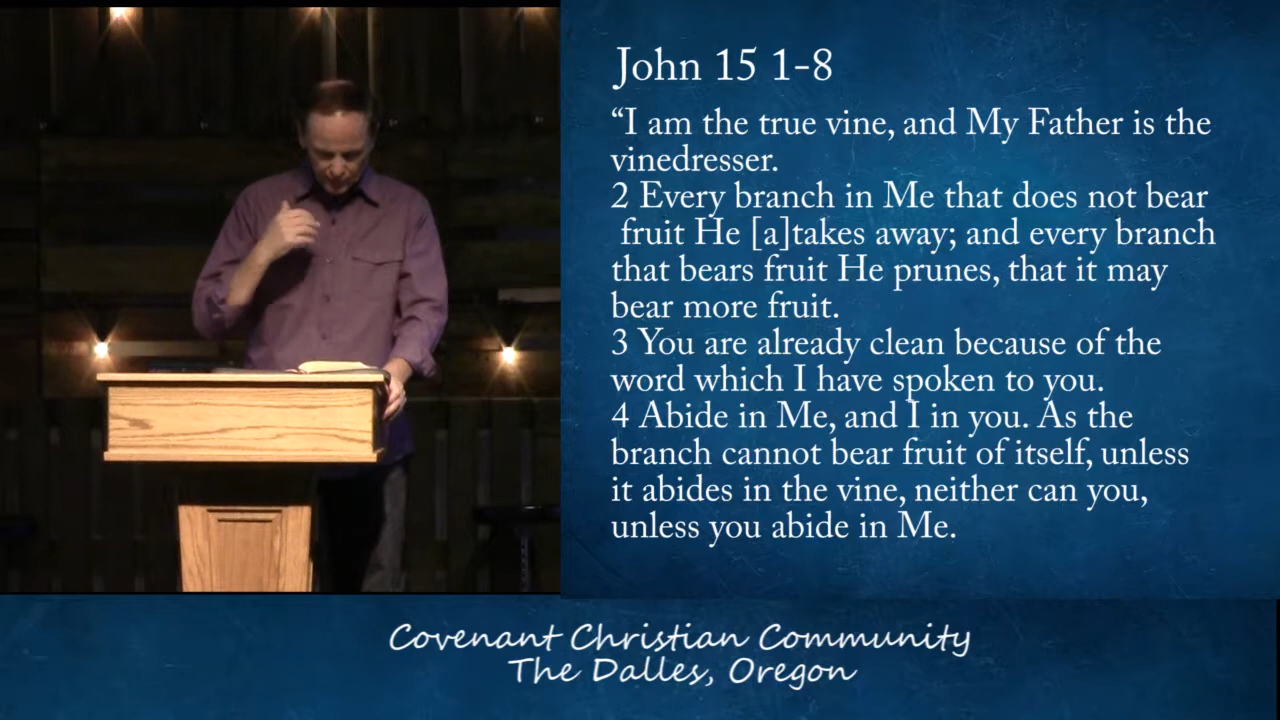 John 15 1-8
“I am the true vine, and My Father is the
vinedresser.
2 Every branch in Me that does not bear
fruit He [a]takes away; and every branch
that bears fruit He prunes, that it may
bear more fruit.
3 You are already clean because of the
word which I have spoken to you.
4 Abide in Me, and I in you. As the
branch cannot bear fruit of itself, unless
it abides in the vine, neither can you,
unless you abide in Me.
Covenant Christian Community
The Dalles, Oregon